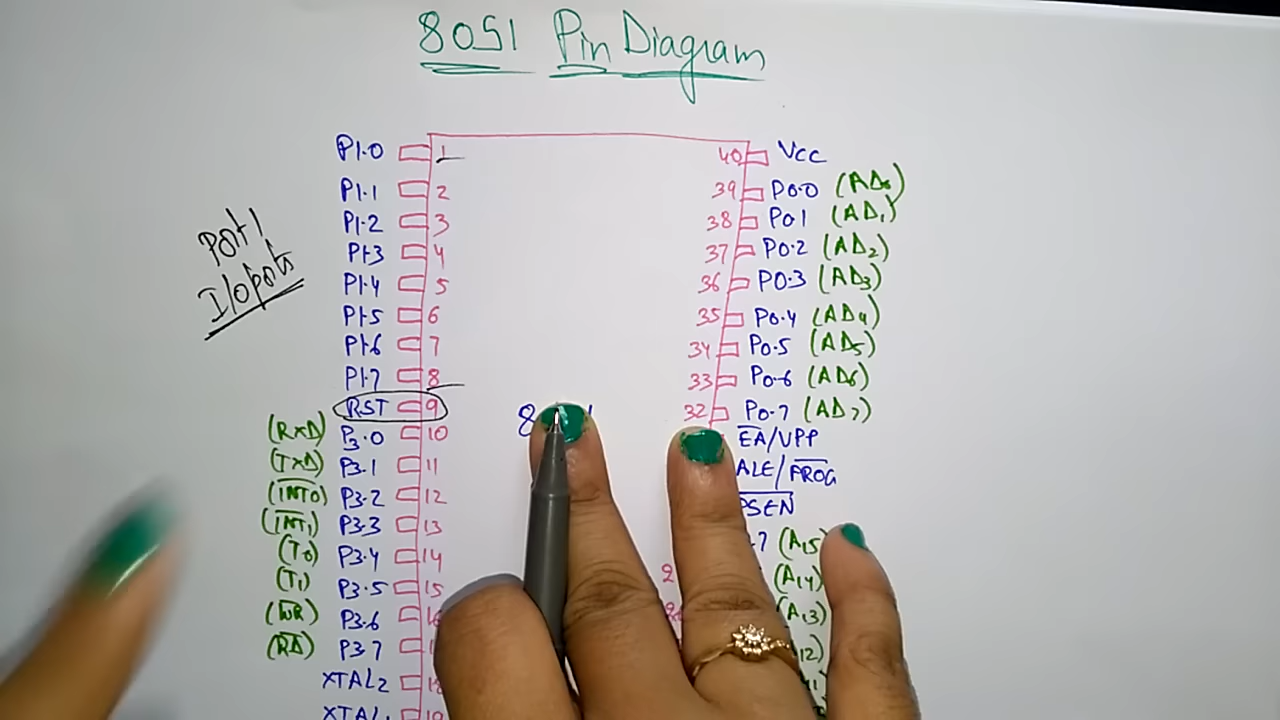 8051 Pin Diagram
P1.0 1 40 Vcc
P1.1 2 39 P0.0 (AD0)
P1.2 3 38 P0.1 (AD1)
P1.3 4 37 P0.2 (AD2)
P1.4 5 36 P0.3 (AD3)
P1.5 6 35 P0.4 (AD4)
P1.6 7 34 P0.5 (AD5)
P1.7 8 33 P0.6 (AD6)
RST 9 32 P0.7 (AD7)
Port 1
I/O ports
(RxD) P3.0 10 EA/VPP
(TxD) P3.1 11 ALE/PROG
(INT0) P3.2 12 PSEN
(INT1) P3.3 13 (A15)
(T0) P3.4 14 (A14)
(T1) P3.5 15 (A13)
(WR) P3.6
(RD) P3.7
XTAL2